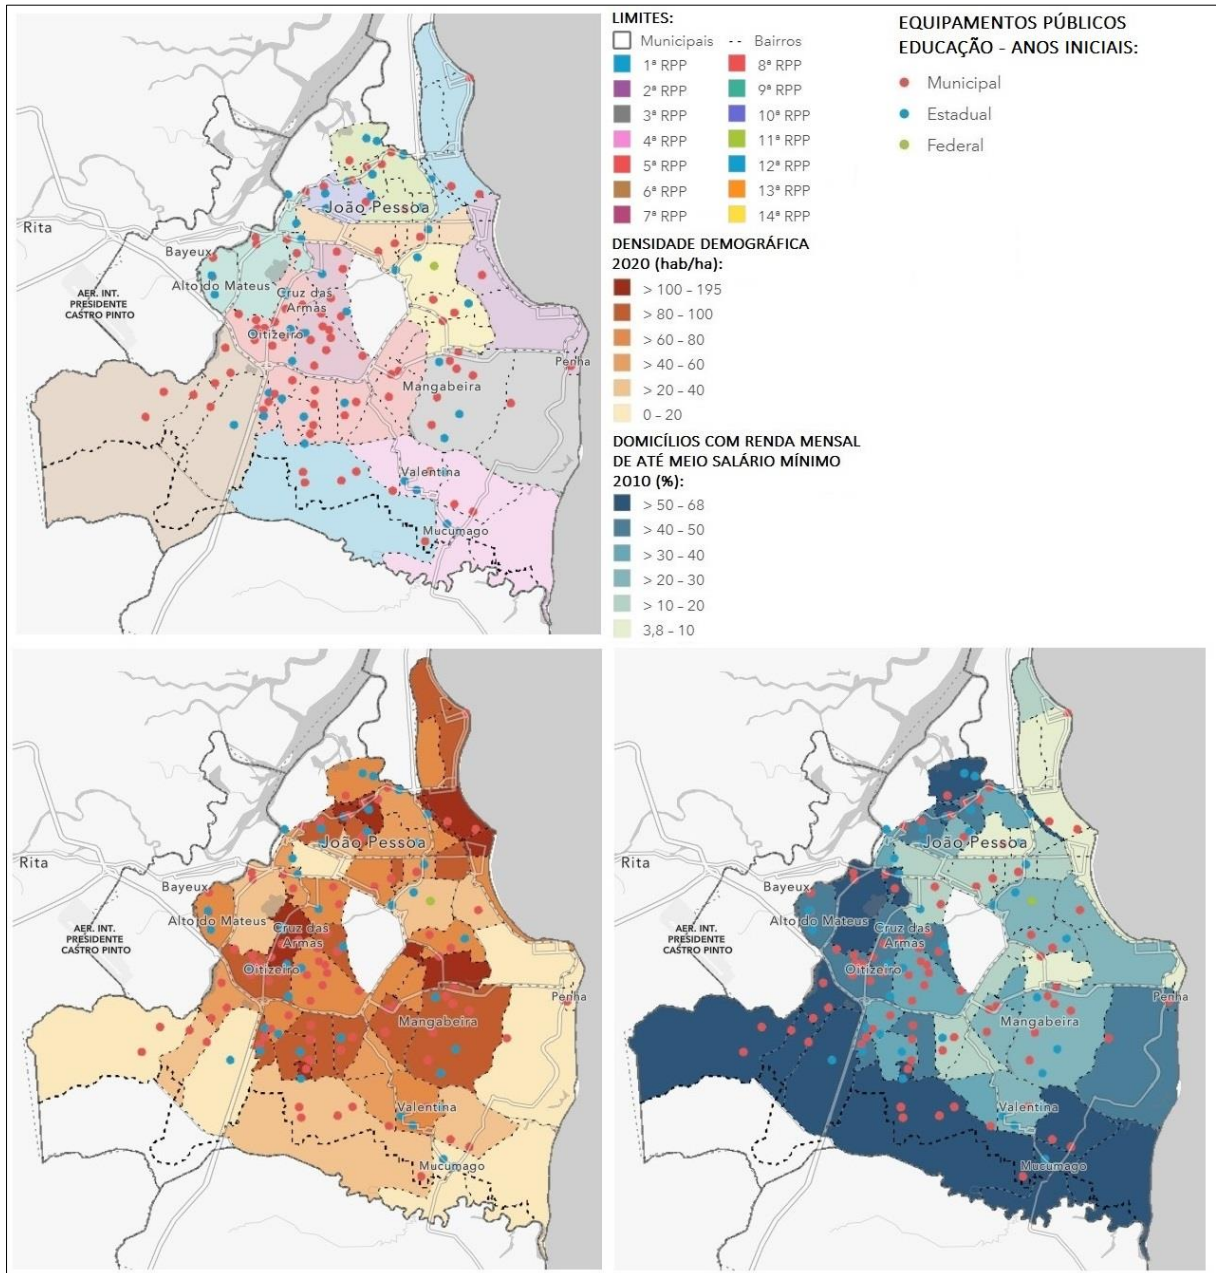 LIMITES:
Municipais
Bairros
1ª RPP
2ª RPP
3ª RPP
4ª RPP
5ª RPP
6ª RPP
7ª RPP
8ª RPP
9ª RPP
10ª RPP
11ª RPP
12ª RPP
13ª RPP
14ª RPP
EQUIPAMENTOS PÚBLICOS
EDUCAÇÃO - ANOS INICIAIS:
Municipal
Estadual
Federal
DENSIDADE DEMOGRÁFICA
2020 (hab/ha):
> 100 - 195
> 80 - 100
> 60 - 80
> 40 - 60
> 20 - 40
0 - 20
DOMICÍLIOS COM RENDA MENSAL
DE ATÉ MEIO SALÁRIO MÍNIMO
2010 (%):
> 50 - 68
> 40 - 50
> 30 - 40
> 20 - 30
> 10 - 20
3,8 - 10
João Pessoa
Rita
Bayeux
Alto do Mateus
AER. INT.
PRESIDENTE
CASTRO PINTO
Cruz das
Armas
Oitizeiro
Penha
Mangabeira
Valentina
Muçumago
João Pessoa
Rita
Bayeux
Alto do Mateus
AER. INT.
PRESIDENTE
CASTRO PINTO
Cruz das
Armas
Oitizeiro
Penha
Mangabeira
Valentina
Muçumago
João Pessoa
Rita
Bayeux
Alto do Mateus
AER. INT.
PRESIDENTE
CASTRO PINTO
Cruz das
Armas
Oitizeiro
Penha
Mangabeira
Valentina
Muçumago